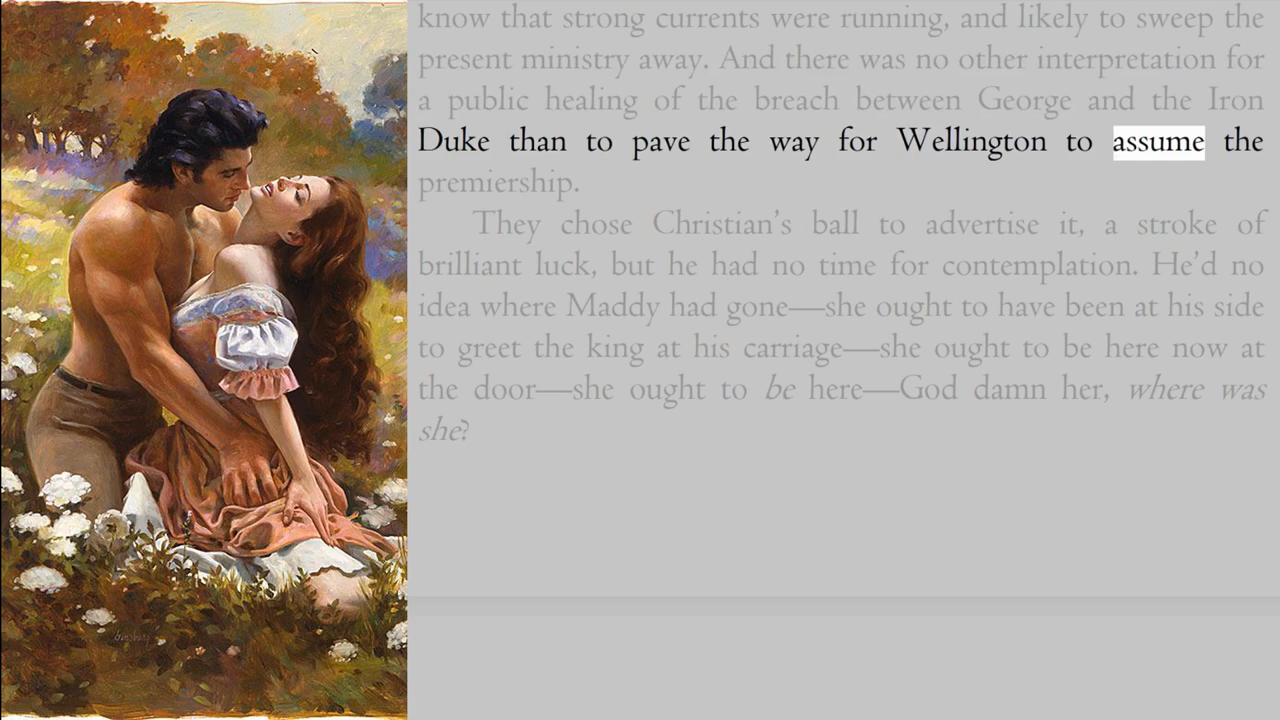 know that strong currents were running, and likely to sweep the
present ministry away. And there was no other interpretation for
a public healing of the breach between George and the Iron
Duke than to pave the way for Wellington to assume the
premiership.
They chose Christian’s ball to advertise it, a stroke of
brilliant luck, but he had no time for contemplation. He’d no
idea where Maddy had gone—she ought to have been at his side
to greet the king at his carriage—she ought to be here now at
the door—she ought to be here—God damn her, where was
she?